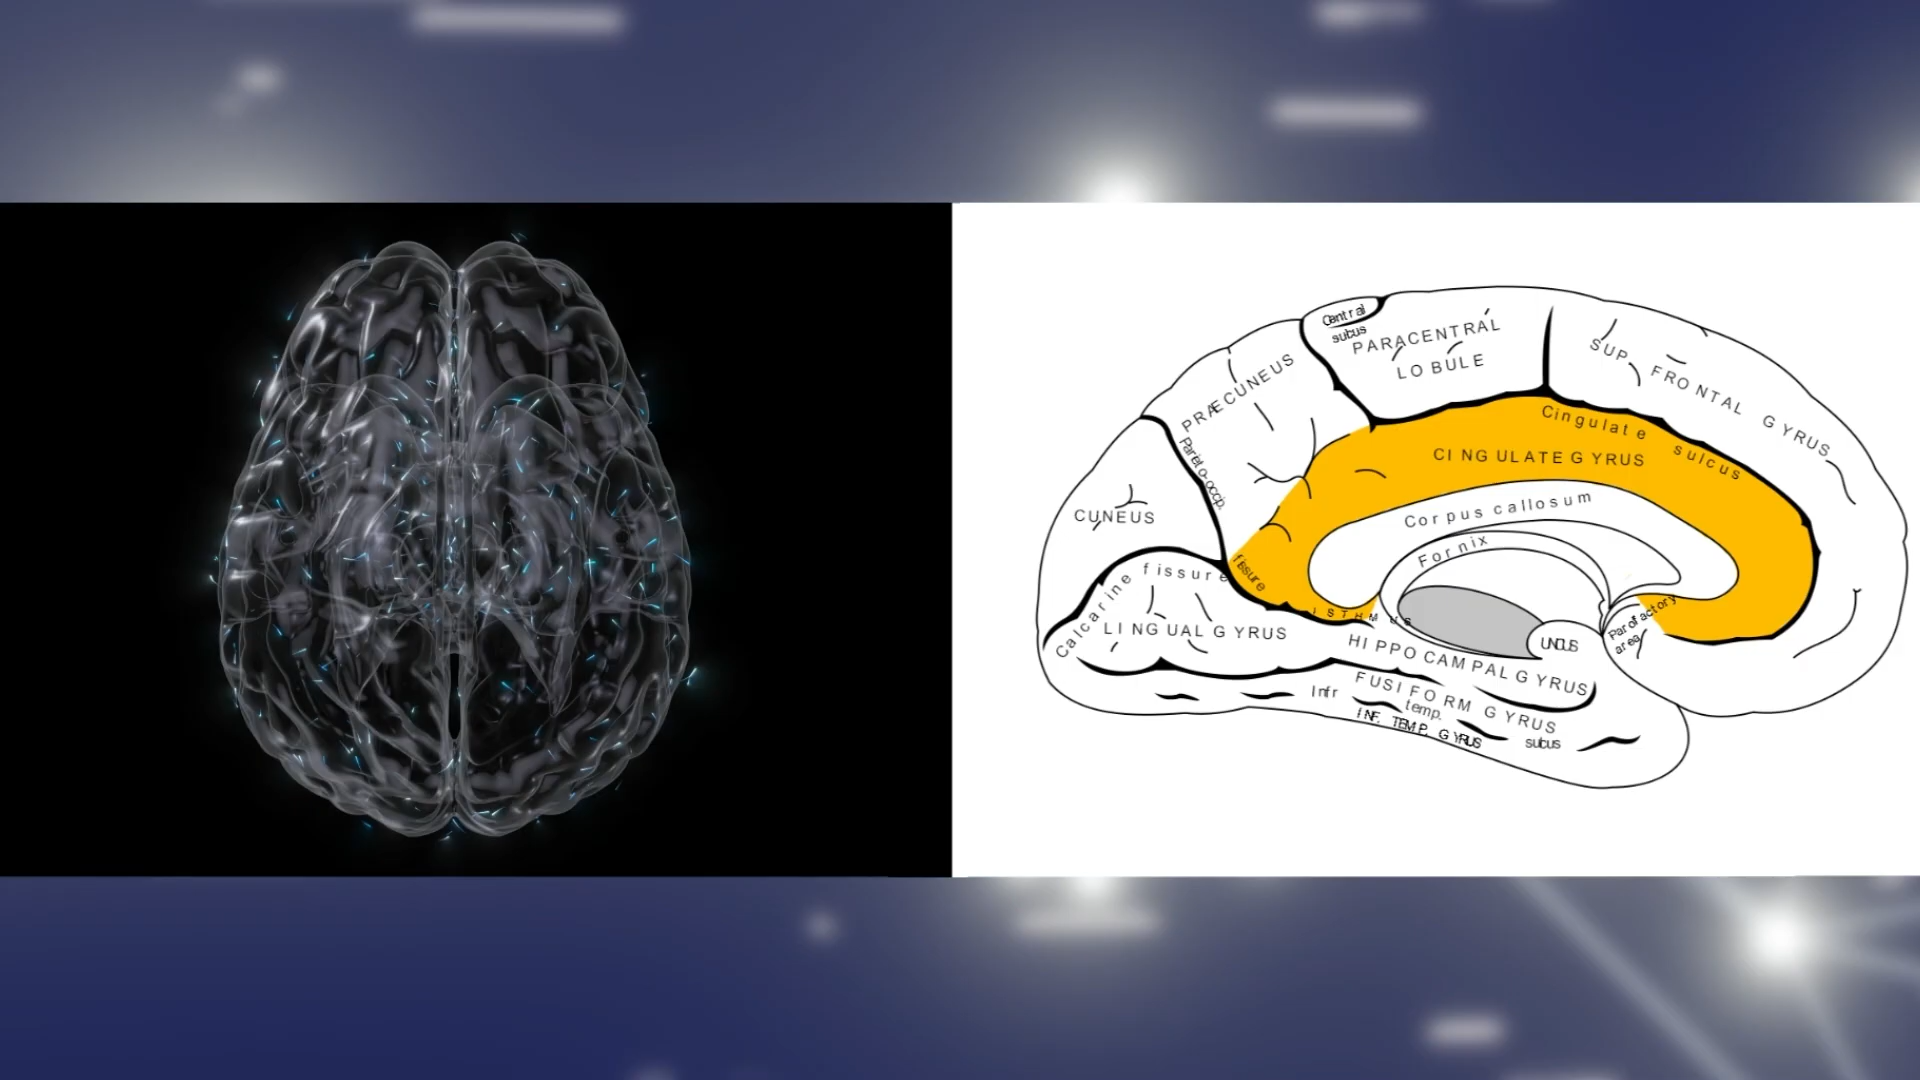 Central
sulcus
PARACENTRAL
LOBULE
SUP. FRONTAL GYRUS
PRÆCUNEUS
Cingulate sulcus
CINGULATE GYRUS
Parieto-occip.
fissure
CUNEUS
Corpus callosum
Fornix
Calcarine fissure
ISTHMUS
LINGUAL GYRUS
HIPPOCAMPAL GYRUS
UNCUS
Parolfactory
area
FUSIFORM GYRUS
Infr temp. sulcus
INF. TEMP. GYRUS